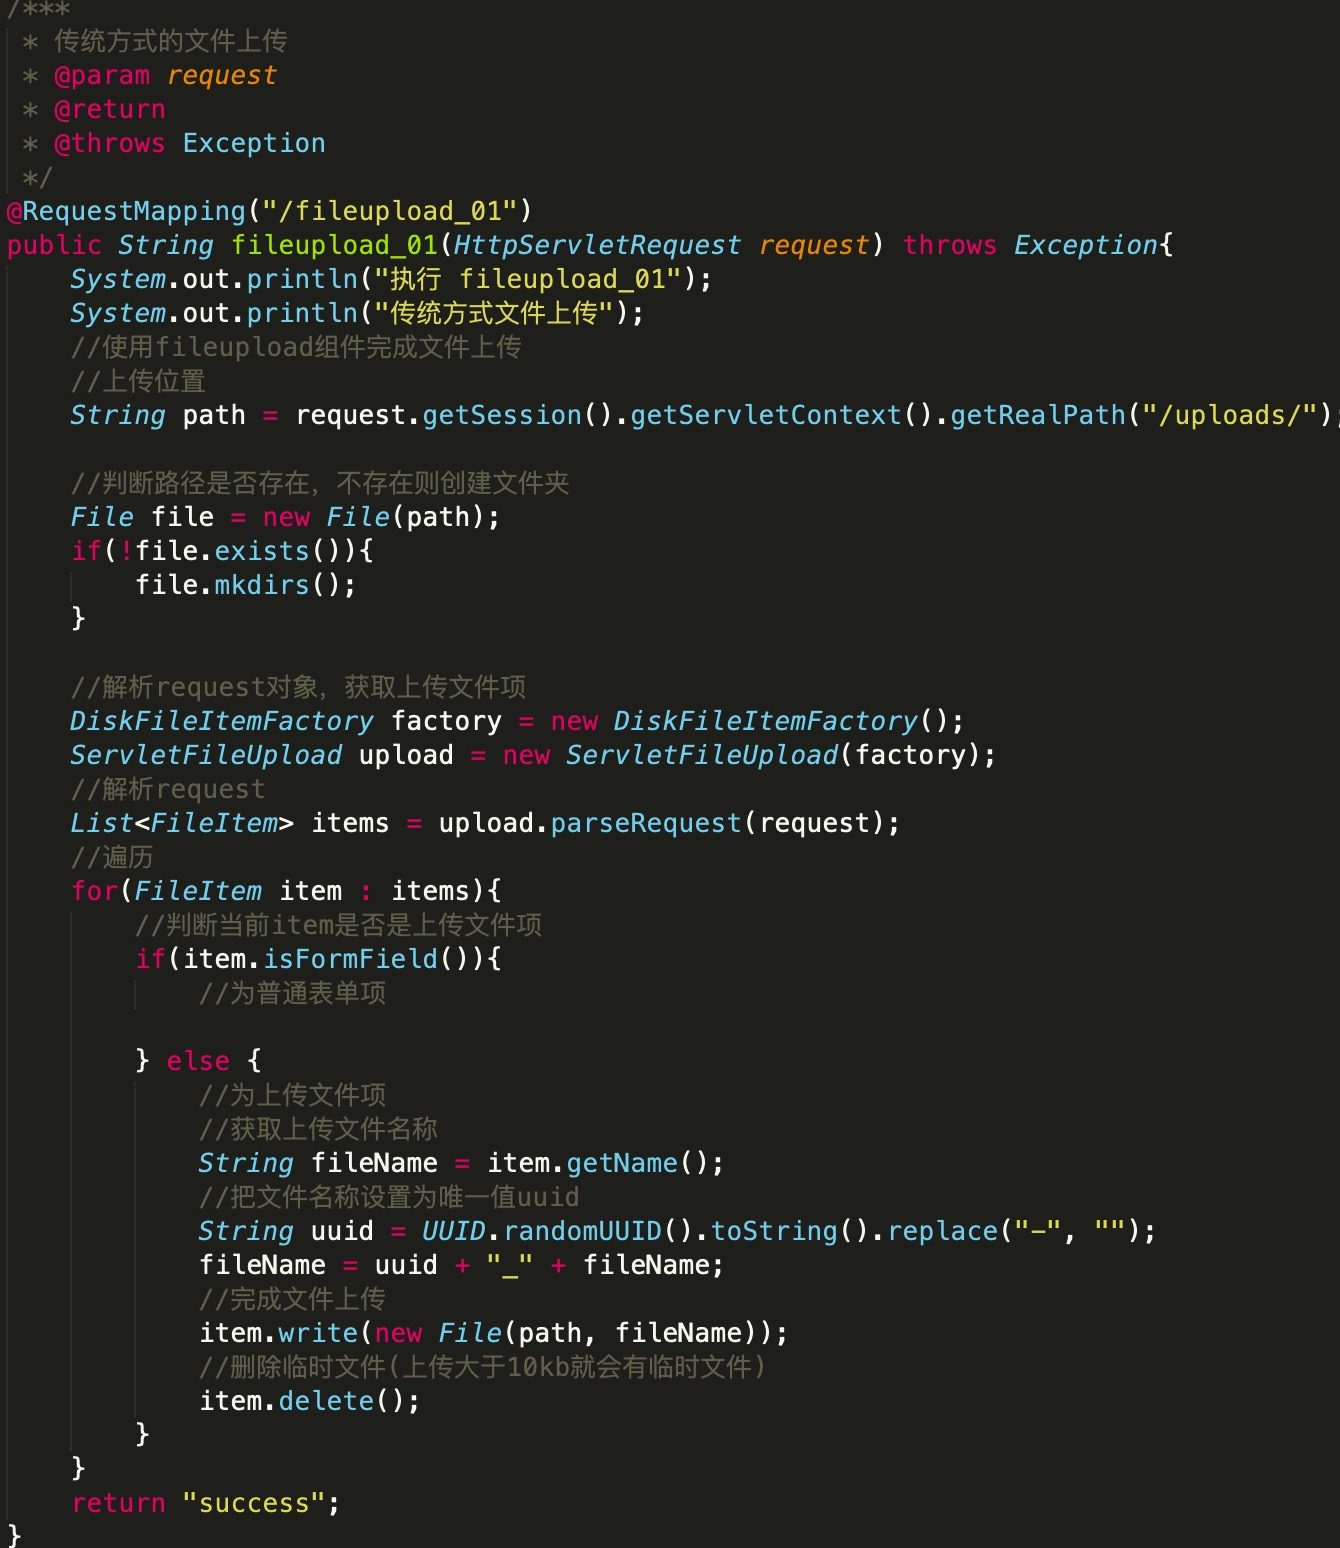 /***
 * 传统方式的文件上传
 * @param request
 * @return
 * @throws Exception
 */
@RequestMapping("/fileupload_01")
public String fileupload_01(HttpServletRequest request) throws Exception{
    System.out.println("执行 fileupload_01");
    System.out.println("传统方式文件上传");
    //使用fileupload组件完成文件上传
    //上传位置
    String path = request.getSession().getServletContext().getRealPath("/uploads/");

    //判断路径是否存在，不存在则创建文件夹
    File file = new File(path);
    if(!file.exists()){
        file.mkdirs();
    }

    //解析request对象，获取上传文件项
    DiskFileItemFactory factory = new DiskFileItemFactory();
    ServletFileUpload upload = new ServletFileUpload(factory);
    //解析request
    List<FileItem> items = upload.parseRequest(request);
    //遍历
    for(FileItem item : items){
        //判断当前item是否是上传文件项
        if(item.isFormField()){
            //为普通表单项

        } else {
            //为上传文件项
            //获取上传文件名称
            String fileName = item.getName();
            //把文件名称设置为唯一值uuid
            String uuid = UUID.randomUUID().toString().replace("-", "");
            fileName = uuid + "_" + fileName;
            //完成文件上传
            item.write(new File(path, fileName));
            //删除临时文件(上传大于10kb就会有临时文件)
            item.delete();
        }
    }
    return "success";
}